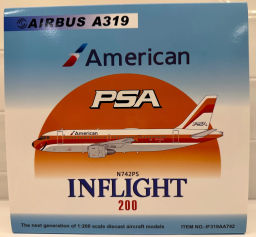 AIRBUS A319
American
PSA
N742PS
INFLIGHT
200
The next generation of 1:200 scale diecast aircraft models
ITEM NO.-IF319AA742